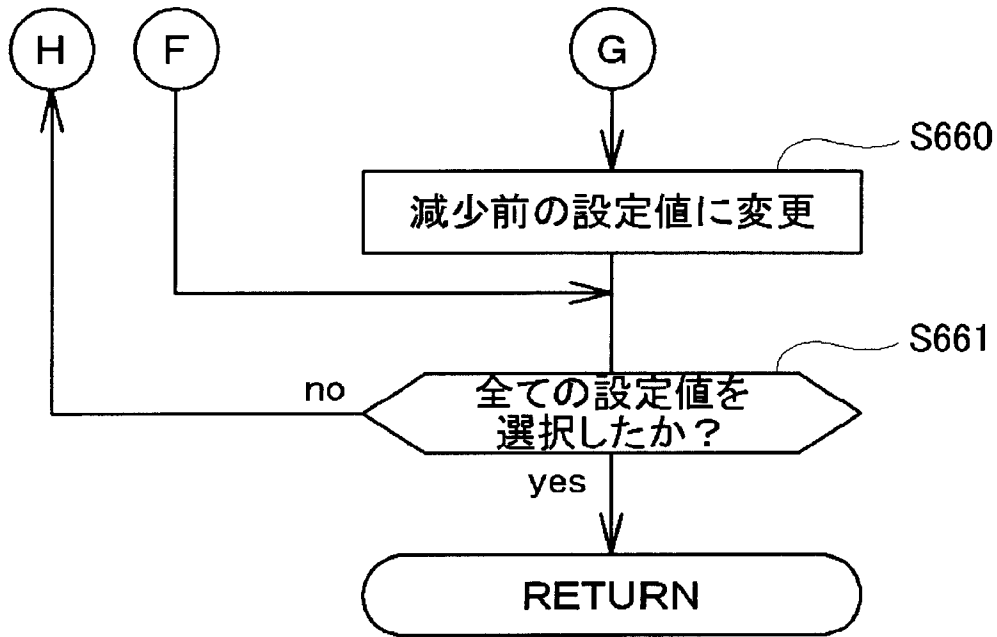 H
F
G
S660
減少前の設定値に変更
S661
no
全ての設定値を
選択したか？
yes
RETURN